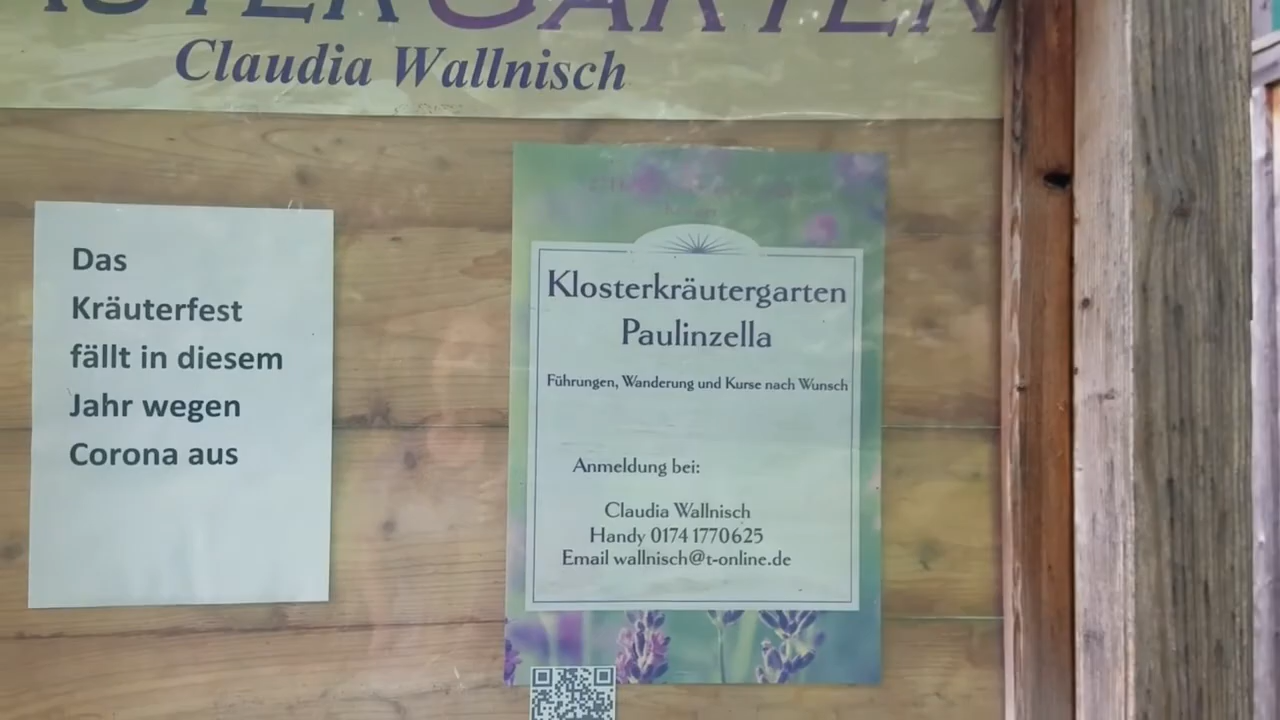 GARTEN
Claudia Wallnisch
Das
Kräuterfest
fällt in diesem
Jahr wegen
Corona aus
Klosterkräutergarten
Paulinzella
Führungen, Wanderung und Kurse nach Wunsch
Anmeldung bei:
Claudia Wallnisch
Handy 0174 1770625
Email wallnisch@t-online.de